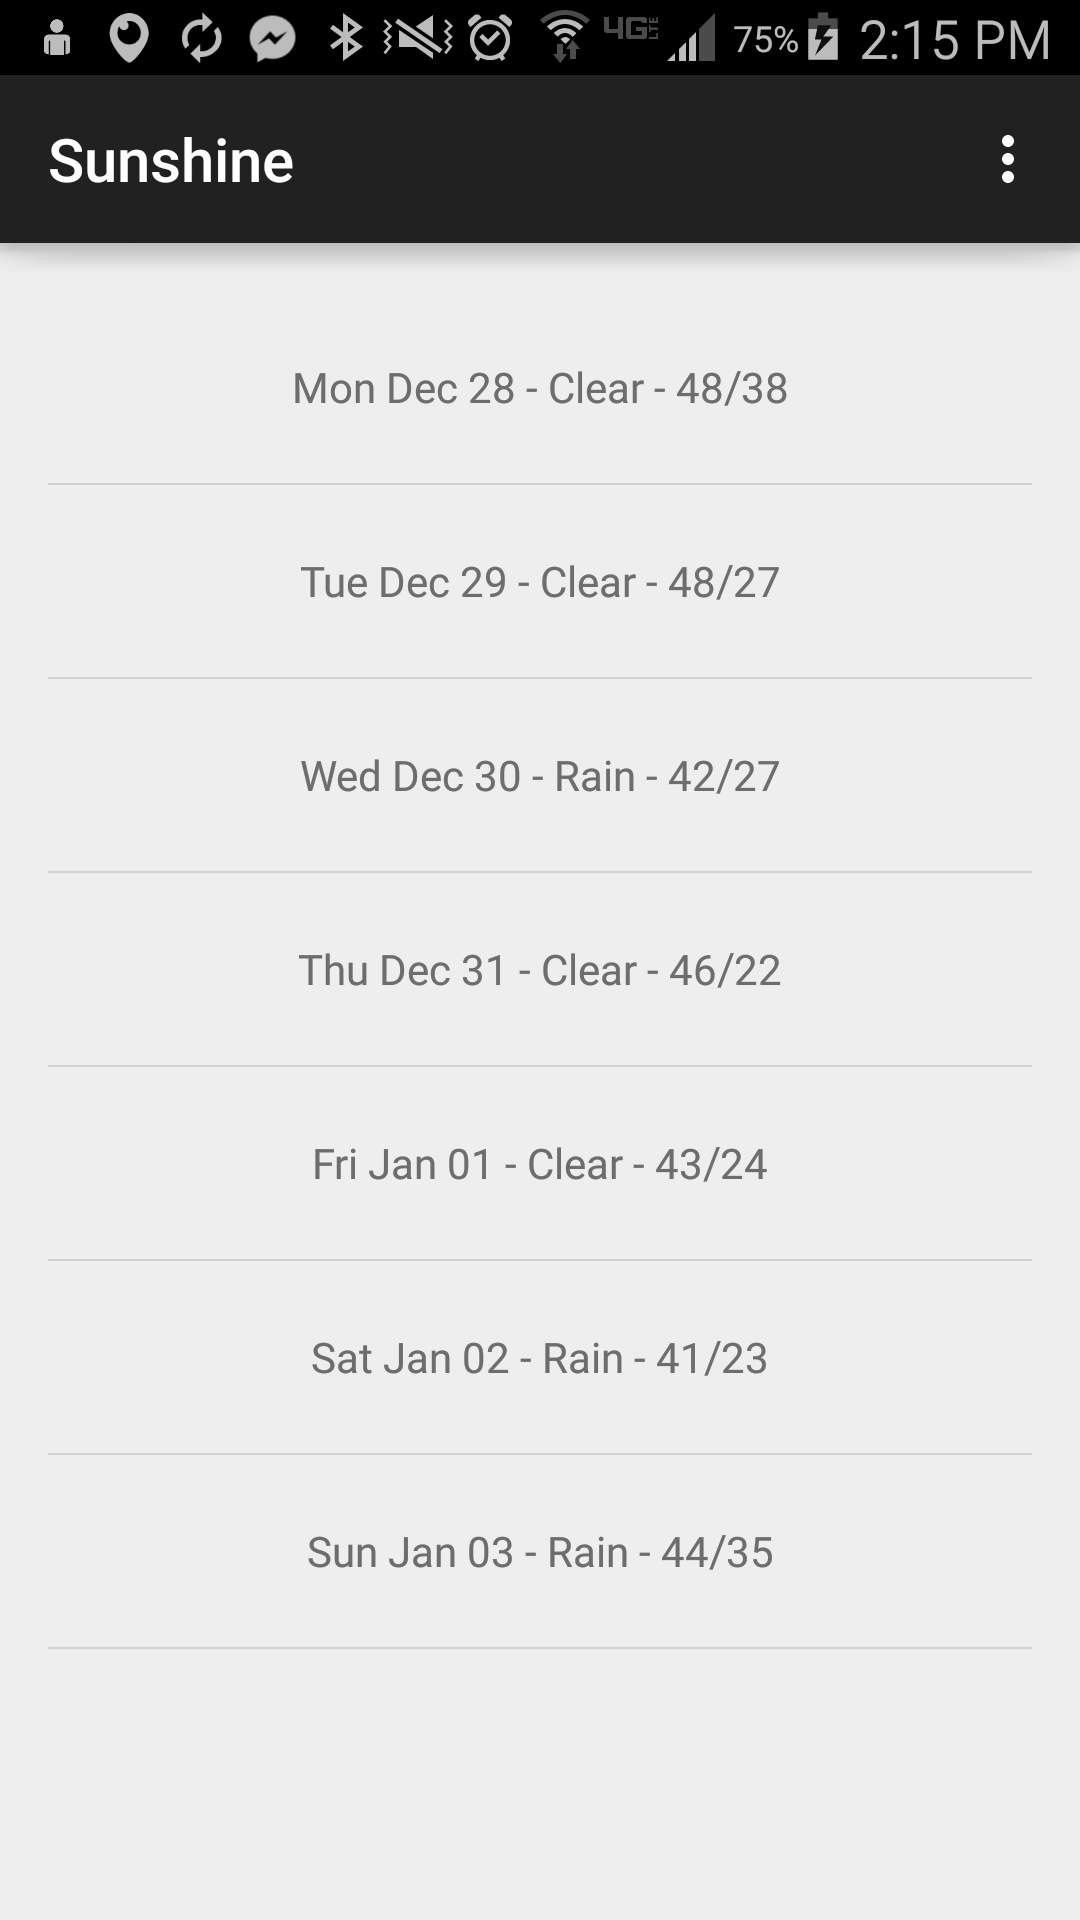 4G LTE 75% 2:15 PM
Sunshine
Mon Dec 28 - Clear - 48/38
Tue Dec 29 - Clear - 48/27
Wed Dec 30 - Rain - 42/27
Thu Dec 31 - Clear - 46/22
Fri Jan 01 - Clear - 43/24
Sat Jan 02 - Rain - 41/23
Sun Jan 03 - Rain - 44/35